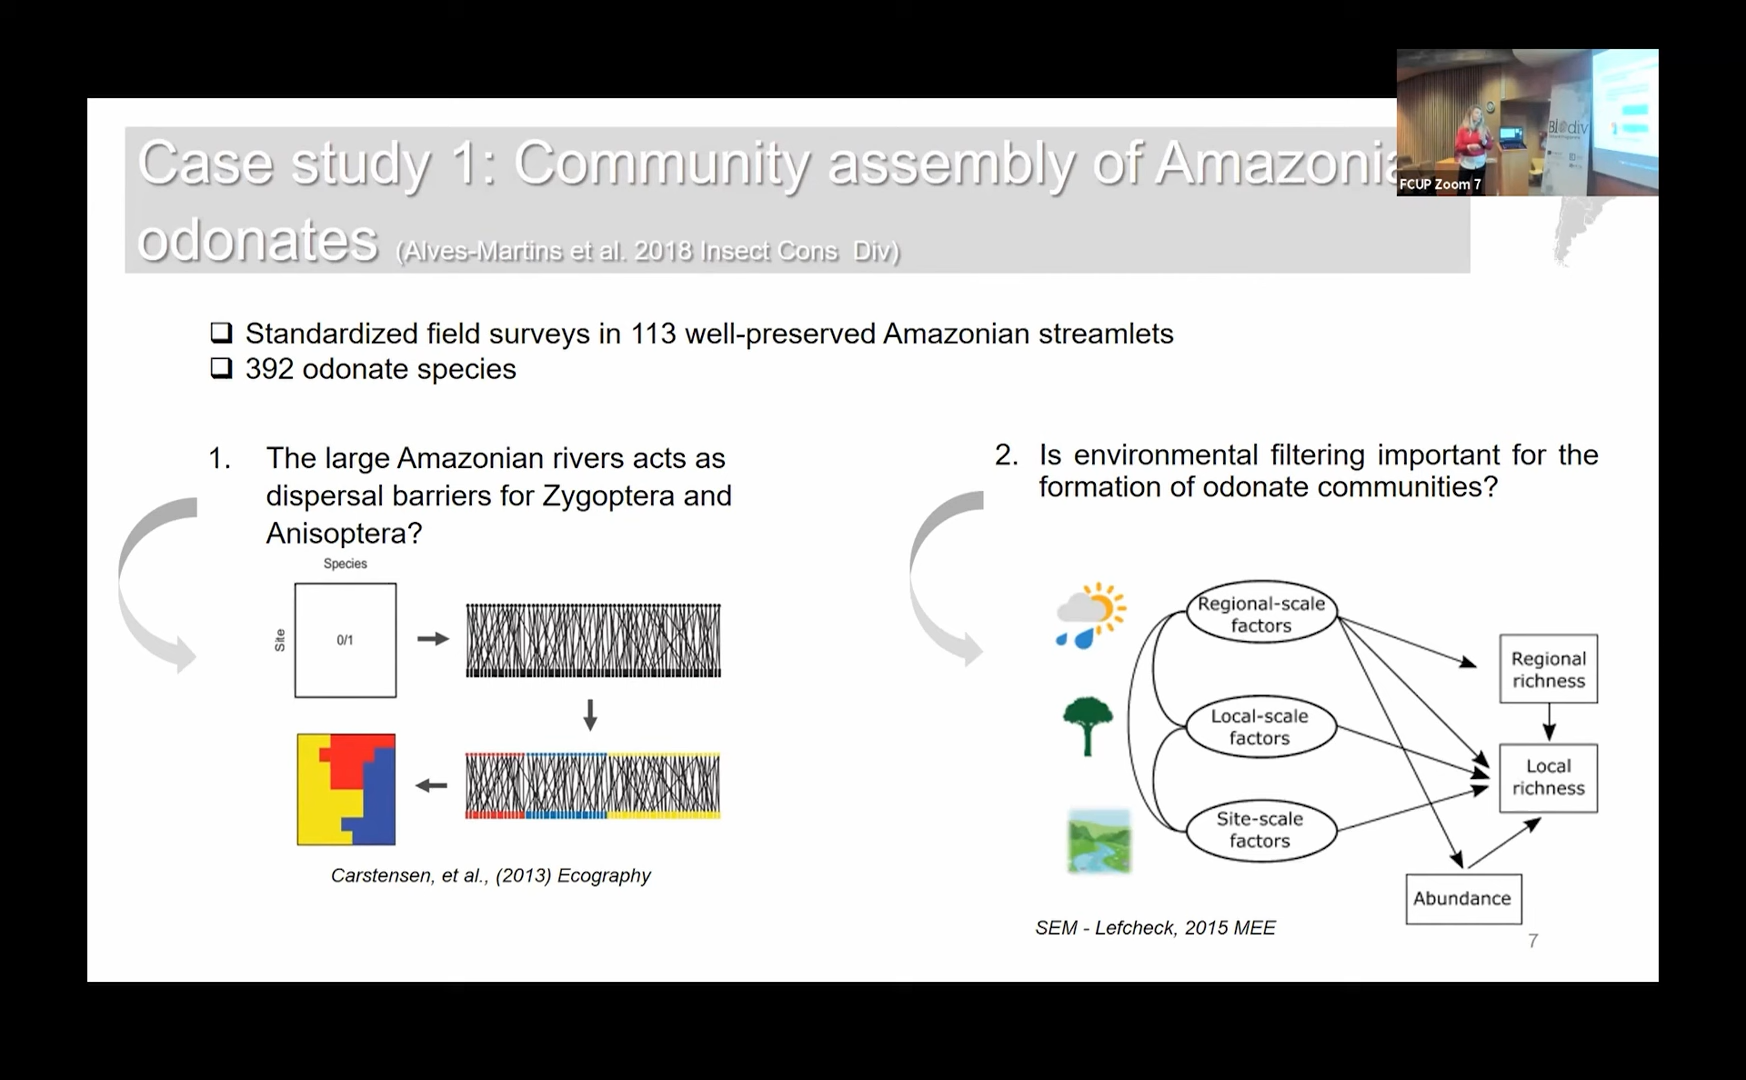 Case study 1: Community assembly of Amazonia
odonates (Alves-Martins et al. 2018 Insect Cons Div)
FCUP Zoom 7
❑ Standardized field surveys in 113 well-preserved Amazonian streamlets
❑ 392 odonate species
1. The large Amazonian rivers acts as
dispersal barriers for Zygoptera and
Anisoptera?
Species
Site
0/1
Carstensen, et al., (2013) Ecography
2. Is environmental filtering important for the
formation of odonate communities?
Regional-scale
factors
Local-scale
factors
Site-scale
factors
Regional
richness
Local
richness
Abundance
SEM - Lefcheck, 2015 MEE
7